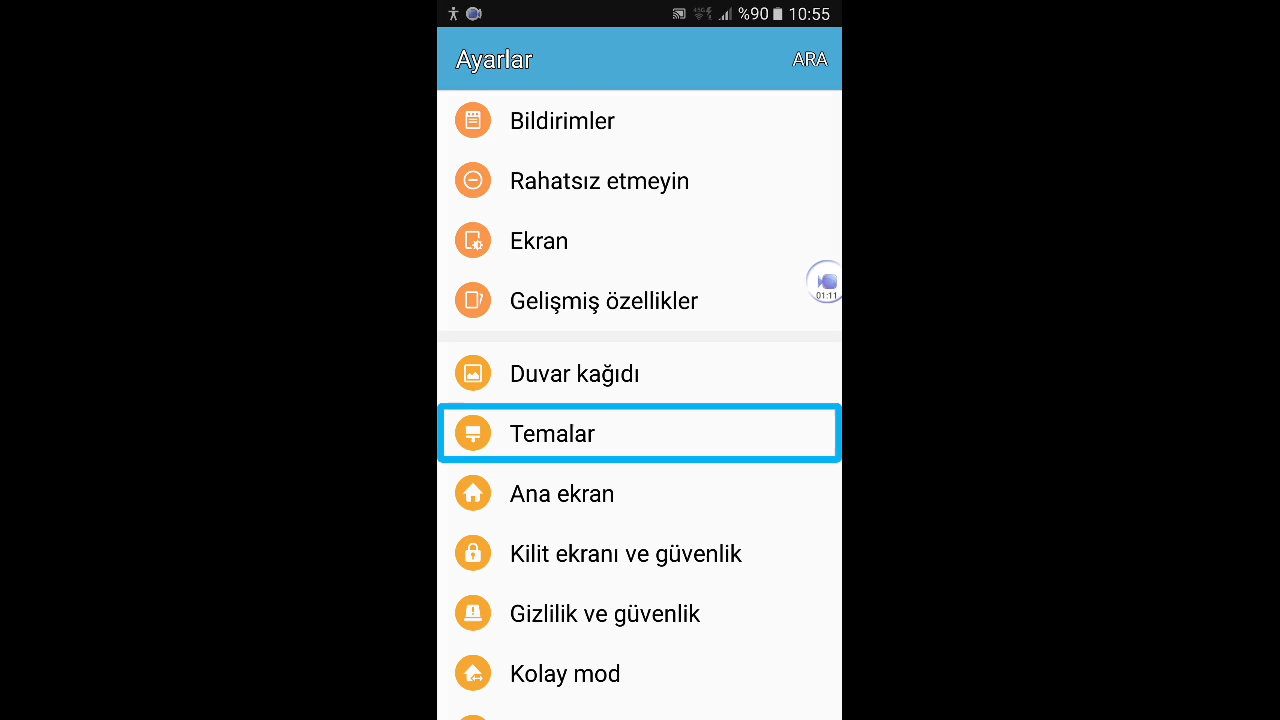 %90 10:55
Ayarlar ARA
Bildirimler
Rahatsız etmeyin
Ekran
01:11
Gelişmiş özellikler
Duvar kağıdı
Temalar
Ana ekran
Kilit ekranı ve güvenlik
Gizlilik ve güvenlik
Kolay mod